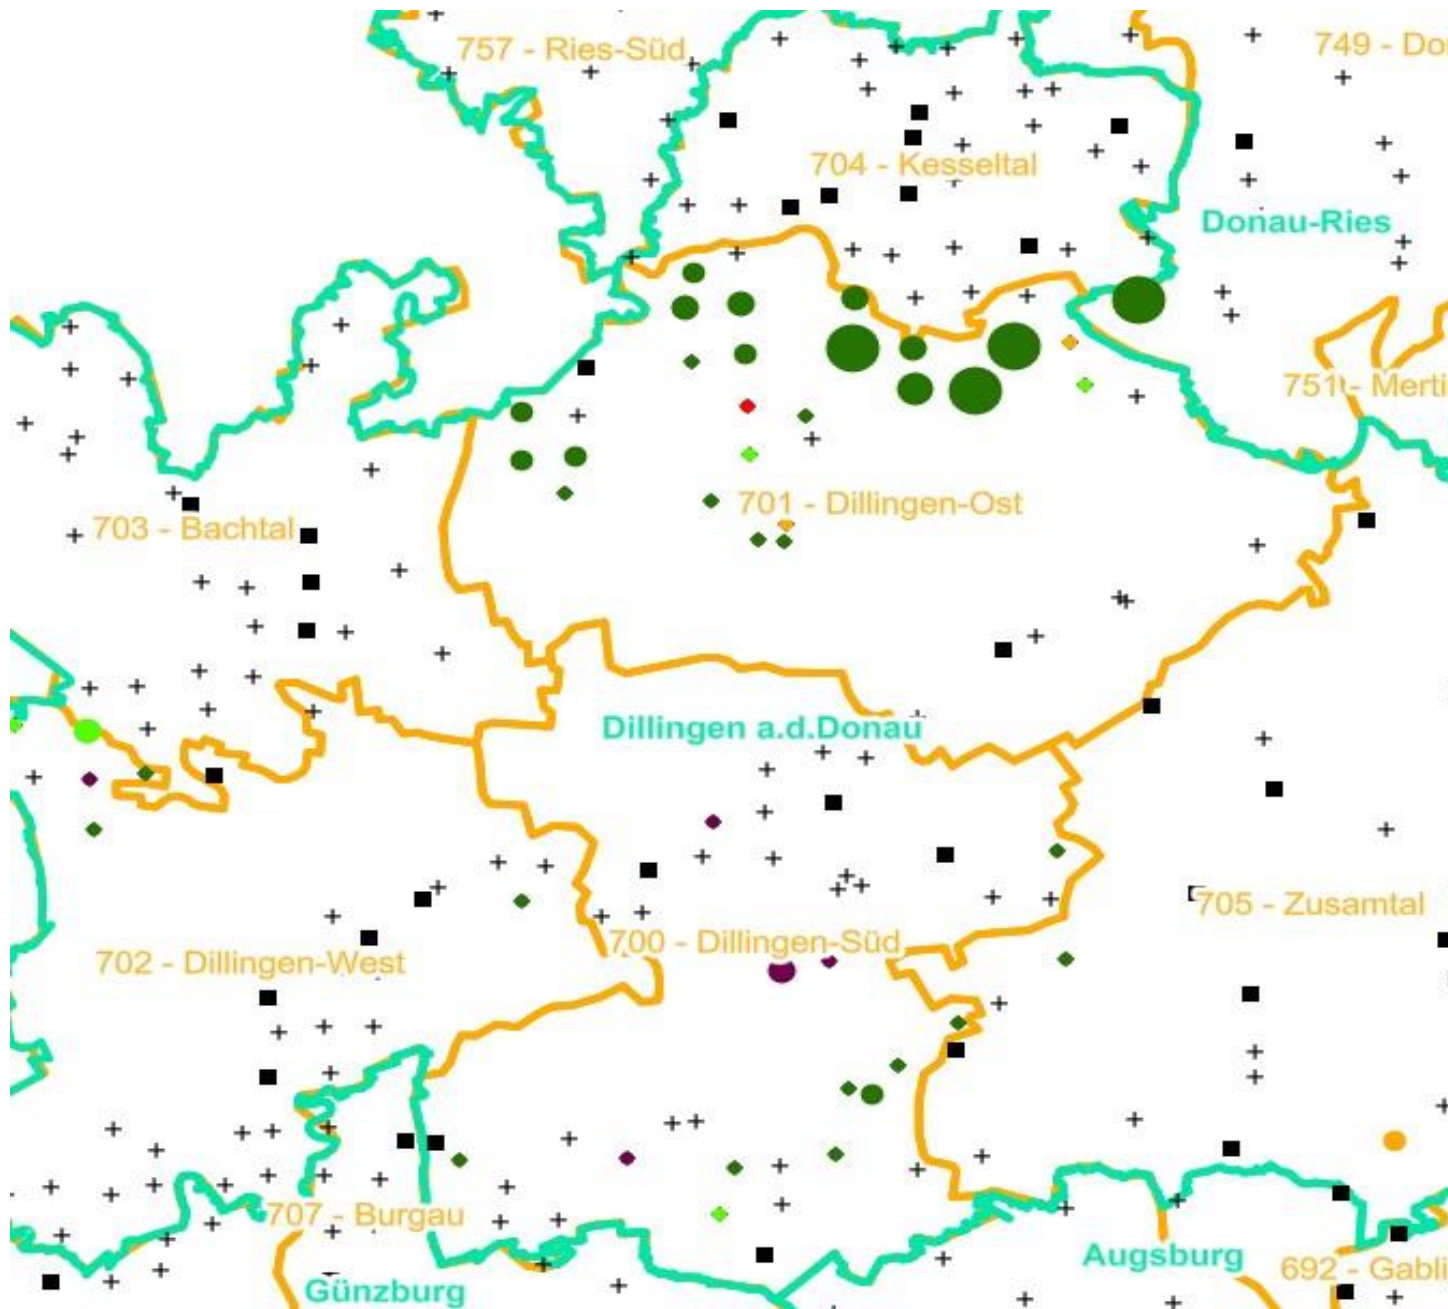 757 - Ries-Süd
749 - Do
704 - Kesseltal
Donau-Ries
751 - Merti
701 - Dillingen-Ost
703 - Bachtal
Dillingen a.d.Donau
705 - Zusamtal
700 - Dillingen-Süd
702 - Dillingen-West
707 - Burgau
Augsburg
692 - Gabli
Günzburg